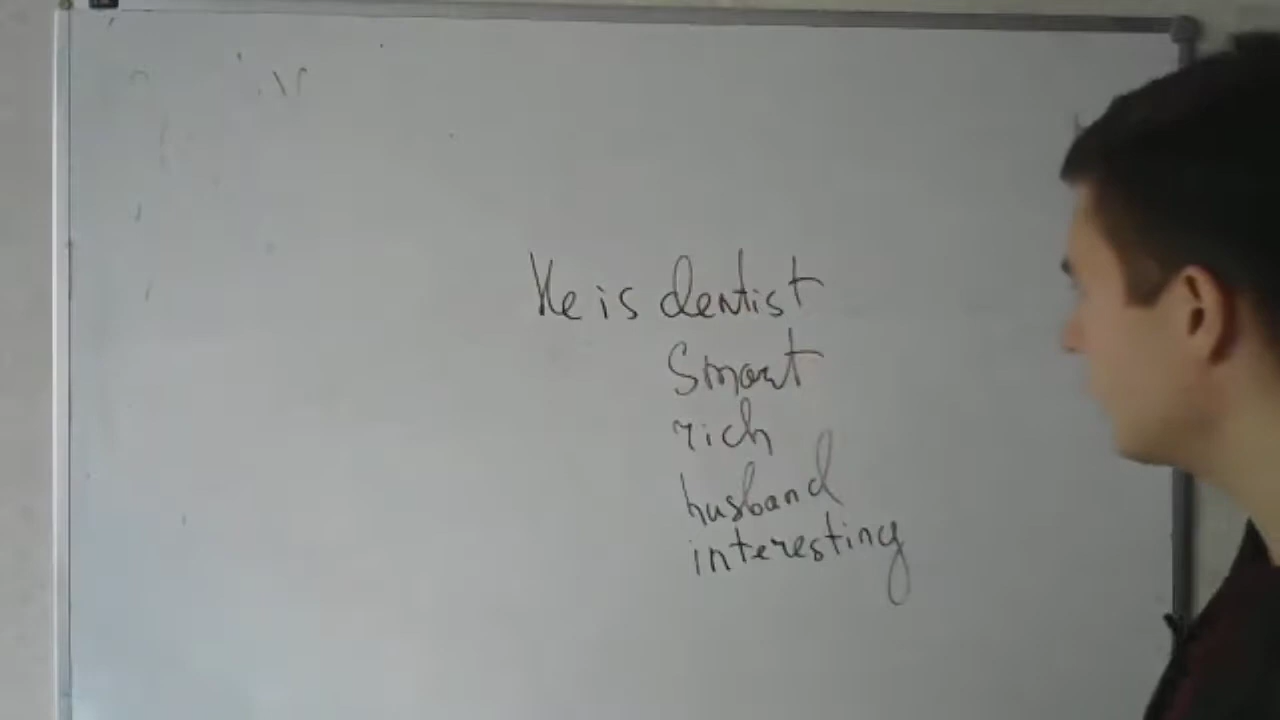 He is dentist
Smart
rich
husband
interesting